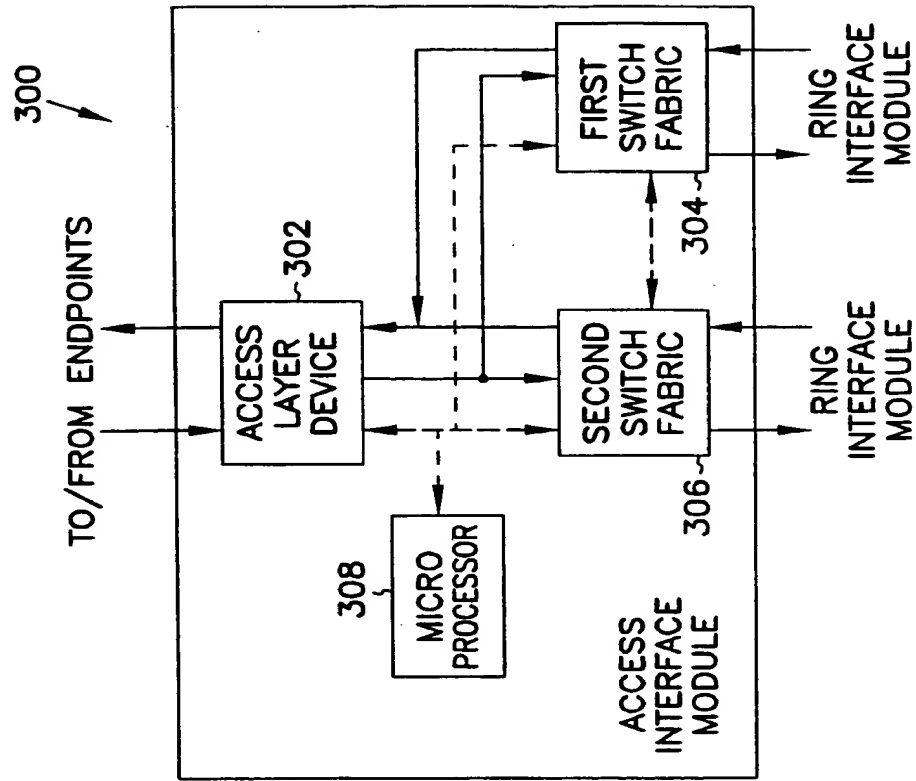 300
TO/FROM ENDPOINTS
302
ACCESS
LAYER
DEVICE
308
MICRO
PROCESSOR
FIRST
SWITCH
FABRIC
304
SECOND
SWITCH
FABRIC
306
ACCESS
INTERFACE
MODULE
RING
INTERFACE
MODULE
RING
INTERFACE
MODULE